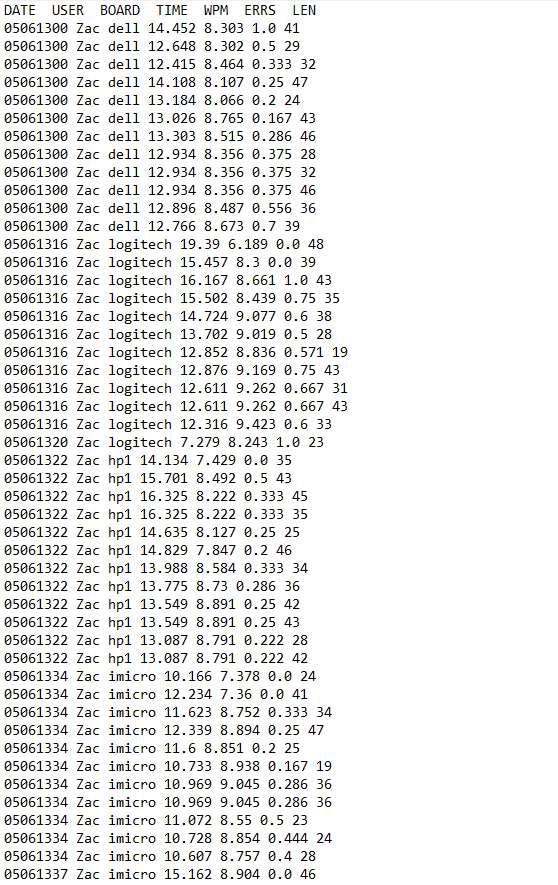 DATE USER BOARD TIME WPM ERRS LEN
05061300 Zac dell 14.452 8.303 1.0 41
05061300 Zac dell 12.648 8.302 0.5 29
05061300 Zac dell 12.415 8.464 0.333 32
05061300 Zac dell 14.108 8.107 0.25 47
05061300 Zac dell 13.184 8.066 0.2 24
05061300 Zac dell 13.026 8.765 0.167 43
05061300 Zac dell 13.303 8.515 0.286 46
05061300 Zac dell 12.934 8.356 0.375 28
05061300 Zac dell 12.934 8.356 0.375 32
05061300 Zac dell 12.934 8.356 0.375 46
05061300 Zac dell 12.896 8.487 0.556 36
05061300 Zac dell 12.766 8.673 0.7 39
05061316 Zac logitech 19.39 6.189 0.0 48
05061316 Zac logitech 15.457 8.3 0.0 39
05061316 Zac logitech 16.167 8.661 1.0 43
05061316 Zac logitech 15.502 8.439 0.75 35
05061316 Zac logitech 14.724 9.077 0.6 38
05061316 Zac logitech 13.702 9.019 0.5 28
05061316 Zac logitech 12.852 8.836 0.571 19
05061316 Zac logitech 12.876 9.169 0.75 43
05061316 Zac logitech 12.611 9.262 0.667 31
05061316 Zac logitech 12.611 9.262 0.667 43
05061316 Zac logitech 12.316 9.423 0.6 33
05061320 Zac logitech 7.279 8.243 1.0 23
05061322 Zac hp1 14.134 7.429 0.0 35
05061322 Zac hp1 15.701 8.492 0.5 43
05061322 Zac hp1 16.325 8.222 0.333 45
05061322 Zac hp1 16.325 8.222 0.333 35
05061322 Zac hp1 14.635 8.127 0.25 25
05061322 Zac hp1 14.829 7.847 0.2 46
05061322 Zac hp1 13.988 8.584 0.333 34
05061322 Zac hp1 13.775 8.73 0.286 36
05061322 Zac hp1 13.549 8.891 0.25 42
05061322 Zac hp1 13.549 8.891 0.25 43
05061322 Zac hp1 13.087 8.791 0.222 28
05061322 Zac hp1 13.087 8.791 0.222 42
05061334 Zac imicro 10.166 7.378 0.0 24
05061334 Zac imicro 12.234 7.36 0.0 41
05061334 Zac imicro 11.623 8.752 0.333 34
05061334 Zac imicro 12.339 8.894 0.25 47
05061334 Zac imicro 11.6 8.851 0.2 25
05061334 Zac imicro 10.733 8.938 0.167 19
05061334 Zac imicro 10.969 9.045 0.286 36
05061334 Zac imicro 10.969 9.045 0.286 36
05061334 Zac imicro 11.072 8.55 0.5 23
05061334 Zac imicro 10.728 8.854 0.444 24
05061334 Zac imicro 10.607 8.757 0.4 28
05061337 Zac imicro 15.162 8.904 0.0 46